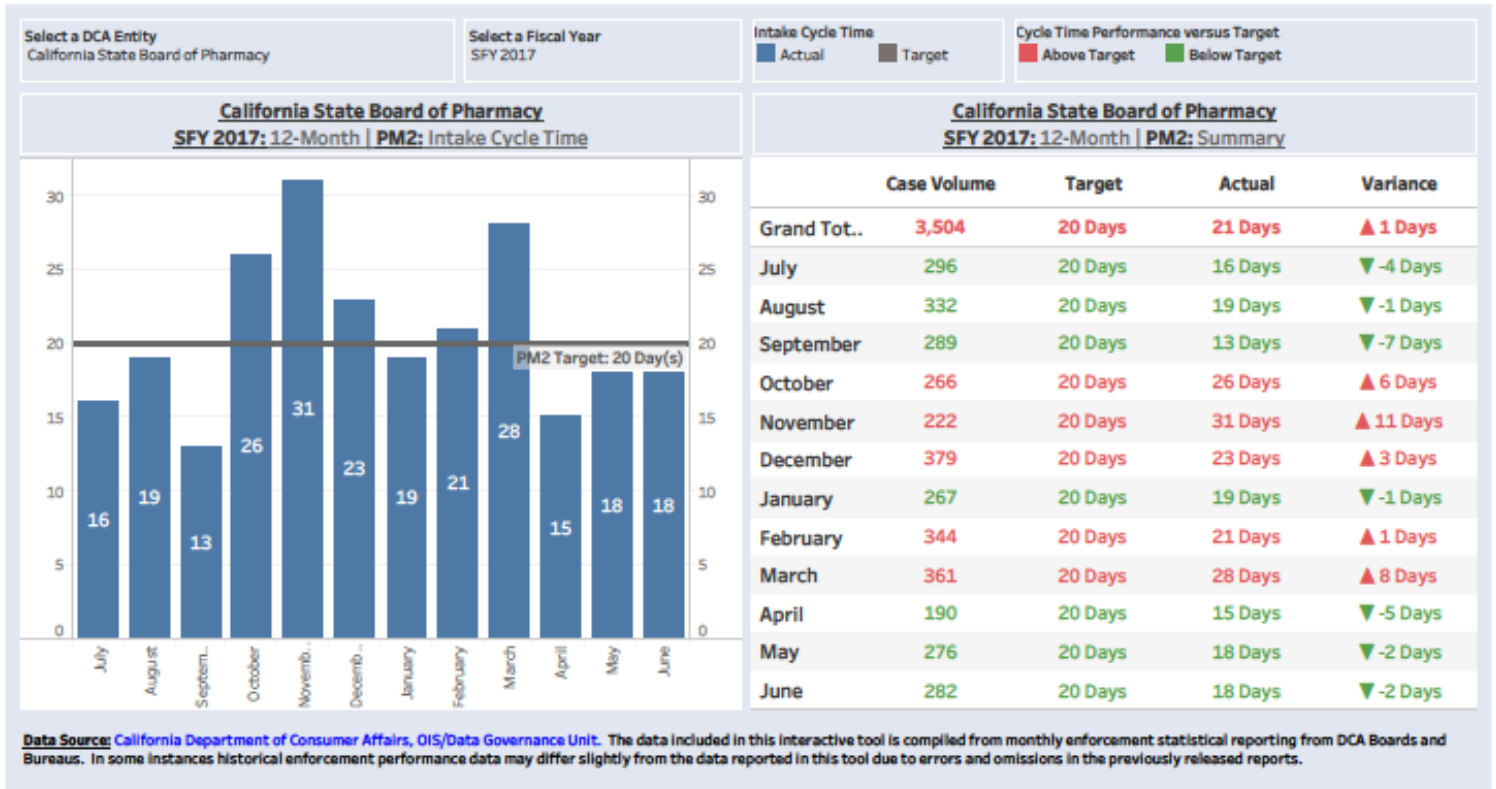 Select a DCA Entity
California State Board of Pharmacy
Select a Fiscal Year
SFY 2017
Intake Cycle Time
Actual Target
Cycle Time Performance versus Target
Above Target Below Target
California State Board of Pharmacy
SFY 2017: 12-Month | PM2: Intake Cycle Time
30 30
25 25
20 20
15 15
10 10
5 5
0 0
PM2 Target: 20 Day(s)
16 19 13 26 31 23 19 21 28 15 18 18
July August Septem.. October Novemb.. Decemb.. January February March April May June
California State Board of Pharmacy
SFY 2017: 12-Month | PM2: Summary
Case Volume Target Actual Variance
Grand Tot.. 3,504 20 Days 21 Days ▲ 1 Days
July 296 20 Days 16 Days ▼ -4 Days
August 332 20 Days 19 Days ▼ -1 Days
September 289 20 Days 13 Days ▼ -7 Days
October 266 20 Days 26 Days ▲ 6 Days
November 222 20 Days 31 Days ▲ 11 Days
December 379 20 Days 23 Days ▲ 3 Days
January 267 20 Days 19 Days ▼ -1 Days
February 344 20 Days 21 Days ▲ 1 Days
March 361 20 Days 28 Days ▲ 8 Days
April 190 20 Days 15 Days ▼ -5 Days
May 276 20 Days 18 Days ▼ -2 Days
June 282 20 Days 18 Days ▼ -2 Days
Data Source: California Department of Consumer Affairs, OIS/Data Governance Unit. The data included in this interactive tool is compiled from monthly enforcement statistical reporting from DCA Boards and
Bureaus. In some instances historical enforcement performance data may differ slightly from the data reported in this tool due to errors and omissions in the previously released reports.